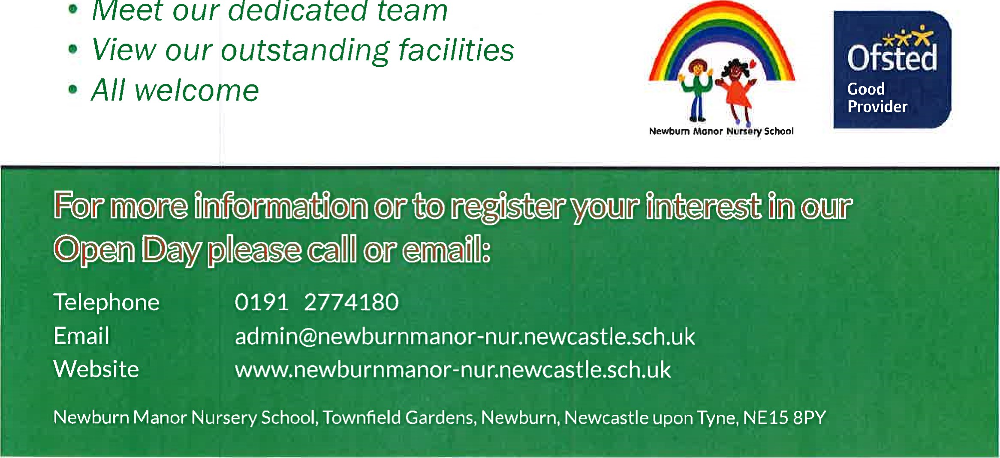 • Meet our dedicated team
• View our outstanding facilities
• All welcome
Newburn Manor Nursery School
Ofsted
Good
Provider
For more information or to register your interest in our
Open Day please call or email:
Telephone 0191 2774180
Email admin@newburnmanor-nur.newcastle.sch.uk
Website www.newburnmanor-nur.newcastle.sch.uk
Newburn Manor Nursery School, Townfield Gardens, Newburn, Newcastle upon Tyne, NE15 8PY